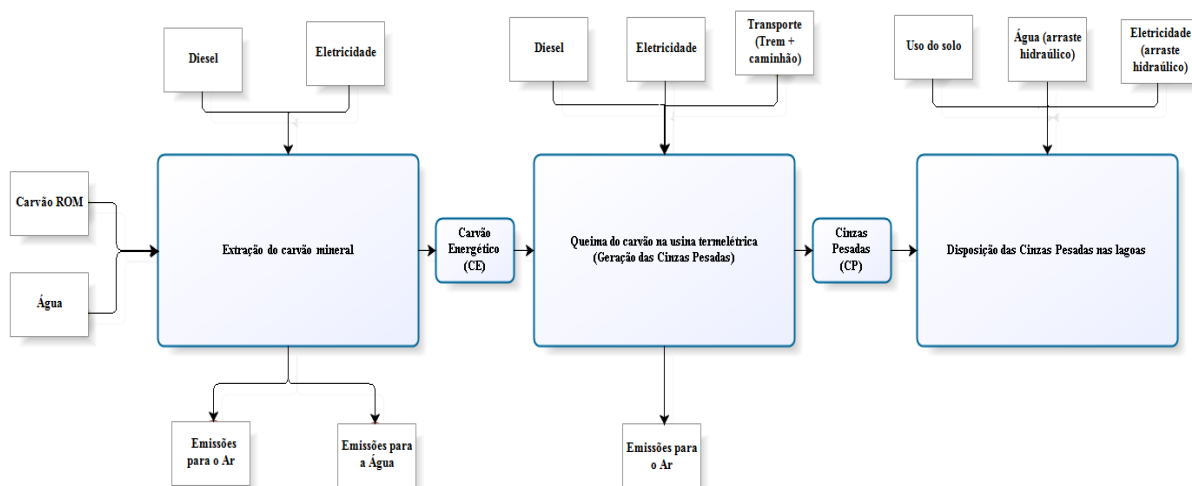 Diesel
Eletricidade
Diesel
Eletricidade
Transporte
(Trem +
caminhão)
Uso do solo
Água (arraste
hidraúlico)
Eletricidade
(arraste
hidraúlico)
Carvão ROM
Água
Extração do carvão mineral
Carvão
Energético
(CE)
Queima do carvão na usina termelétrica
(Geração das Cinzas Pesadas)
Cinzas
Pesadas
(CP)
Disposição das Cinzas Pesadas nas lagoas
Emissões
para o Ar
Emissões para
a Água
Emissões para
o Ar